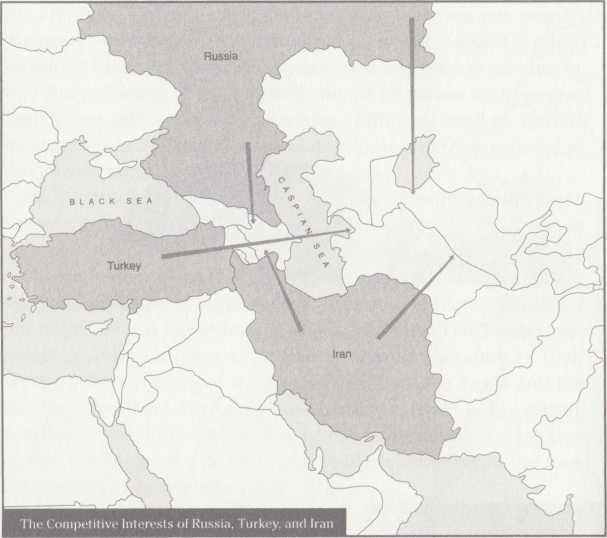 Russia
BLACK SEA
CASPIAN SEA
Turkey
Iran
The Competitive Interests of Russia, Turkey, and Iran